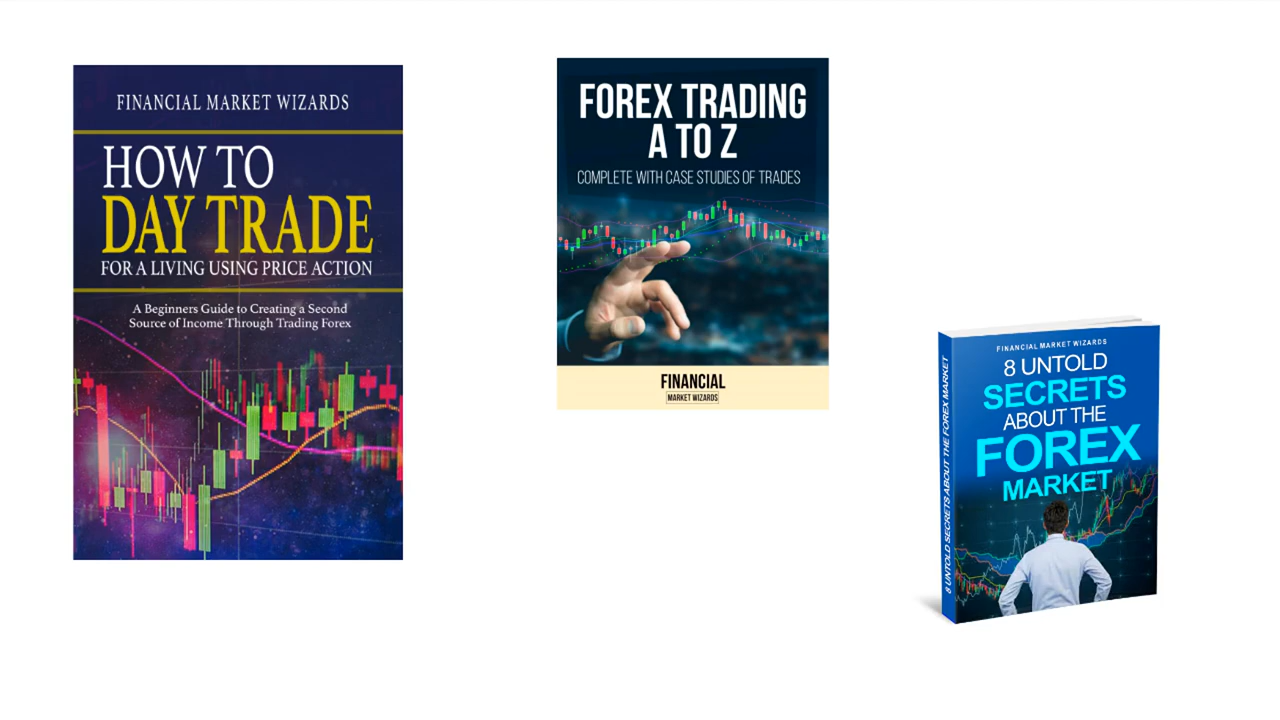 FINANCIAL MARKET WIZARDS
HOW TO
DAY TRADE
FOR A LIVING USING PRICE ACTION
A Beginners Guide to Creating a Second
Source of Income Through Trading Forex
FOREX TRADING
A TO Z
COMPLETE WITH CASE STUDIES OF TRADES
FINANCIAL
MARKET WIZARDS
8 UNTOLD SECRETS ABOUT THE FOREX MARKET
FINANCIAL MARKET WIZARDS
8 UNTOLD
SECRETS
ABOUT THE
FOREX
MARKET